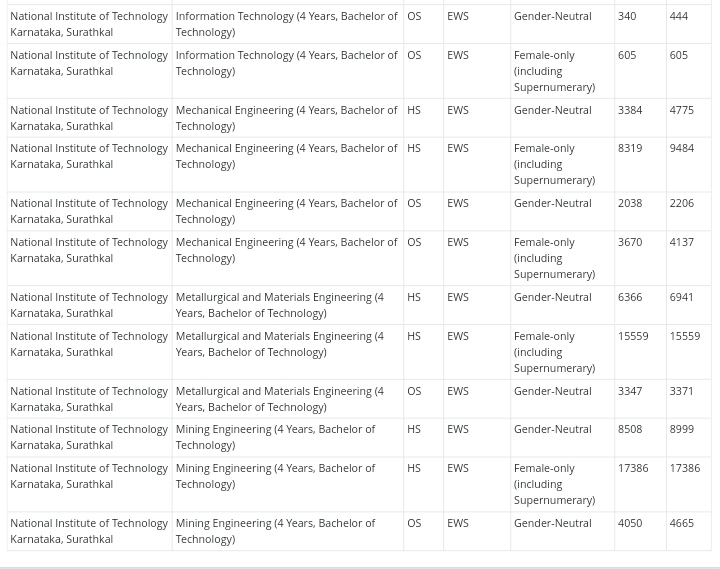 National Institute of Technology Information Technology (4 Years, Bachelor of OS EWS Gender-Neutral 340 444
Karnataka, Surathkal Technology)
National Institute of Technology Information Technology (4 Years, Bachelor of OS EWS Female-only 605 605
Karnataka, Surathkal Technology) (including
Supernumerary)
National Institute of Technology Mechanical Engineering (4 Years, Bachelor of HS EWS Gender-Neutral 3384 4775
Karnataka, Surathkal Technology)
National Institute of Technology Mechanical Engineering (4 Years, Bachelor of HS EWS Female-only 8319 9484
Karnataka, Surathkal Technology) (including
Supernumerary)
National Institute of Technology Mechanical Engineering (4 Years, Bachelor of OS EWS Gender-Neutral 2038 2206
Karnataka, Surathkal Technology)
National Institute of Technology Mechanical Engineering (4 Years, Bachelor of OS EWS Female-only 3670 4137
Karnataka, Surathkal Technology) (including
Supernumerary)
National Institute of Technology Metallurgical and Materials Engineering (4 HS EWS Gender-Neutral 6366 6941
Karnataka, Surathkal Years, Bachelor of Technology)
National Institute of Technology Metallurgical and Materials Engineering (4 HS EWS Female-only 15559 15559
Karnataka, Surathkal Years, Bachelor of Technology) (including
Supernumerary)
National Institute of Technology Metallurgical and Materials Engineering (4 OS EWS Gender-Neutral 3347 3371
Karnataka, Surathkal Years, Bachelor of Technology)
National Institute of Technology Mining Engineering (4 Years, Bachelor of HS EWS Gender-Neutral 8508 8999
Karnataka, Surathkal Technology)
National Institute of Technology Mining Engineering (4 Years, Bachelor of HS EWS Female-only 17386 17386
Karnataka, Surathkal Technology) (including
Supernumerary)
National Institute of Technology Mining Engineering (4 Years, Bachelor of OS EWS Gender-Neutral 4050 4665
Karnataka, Surathkal Technology)